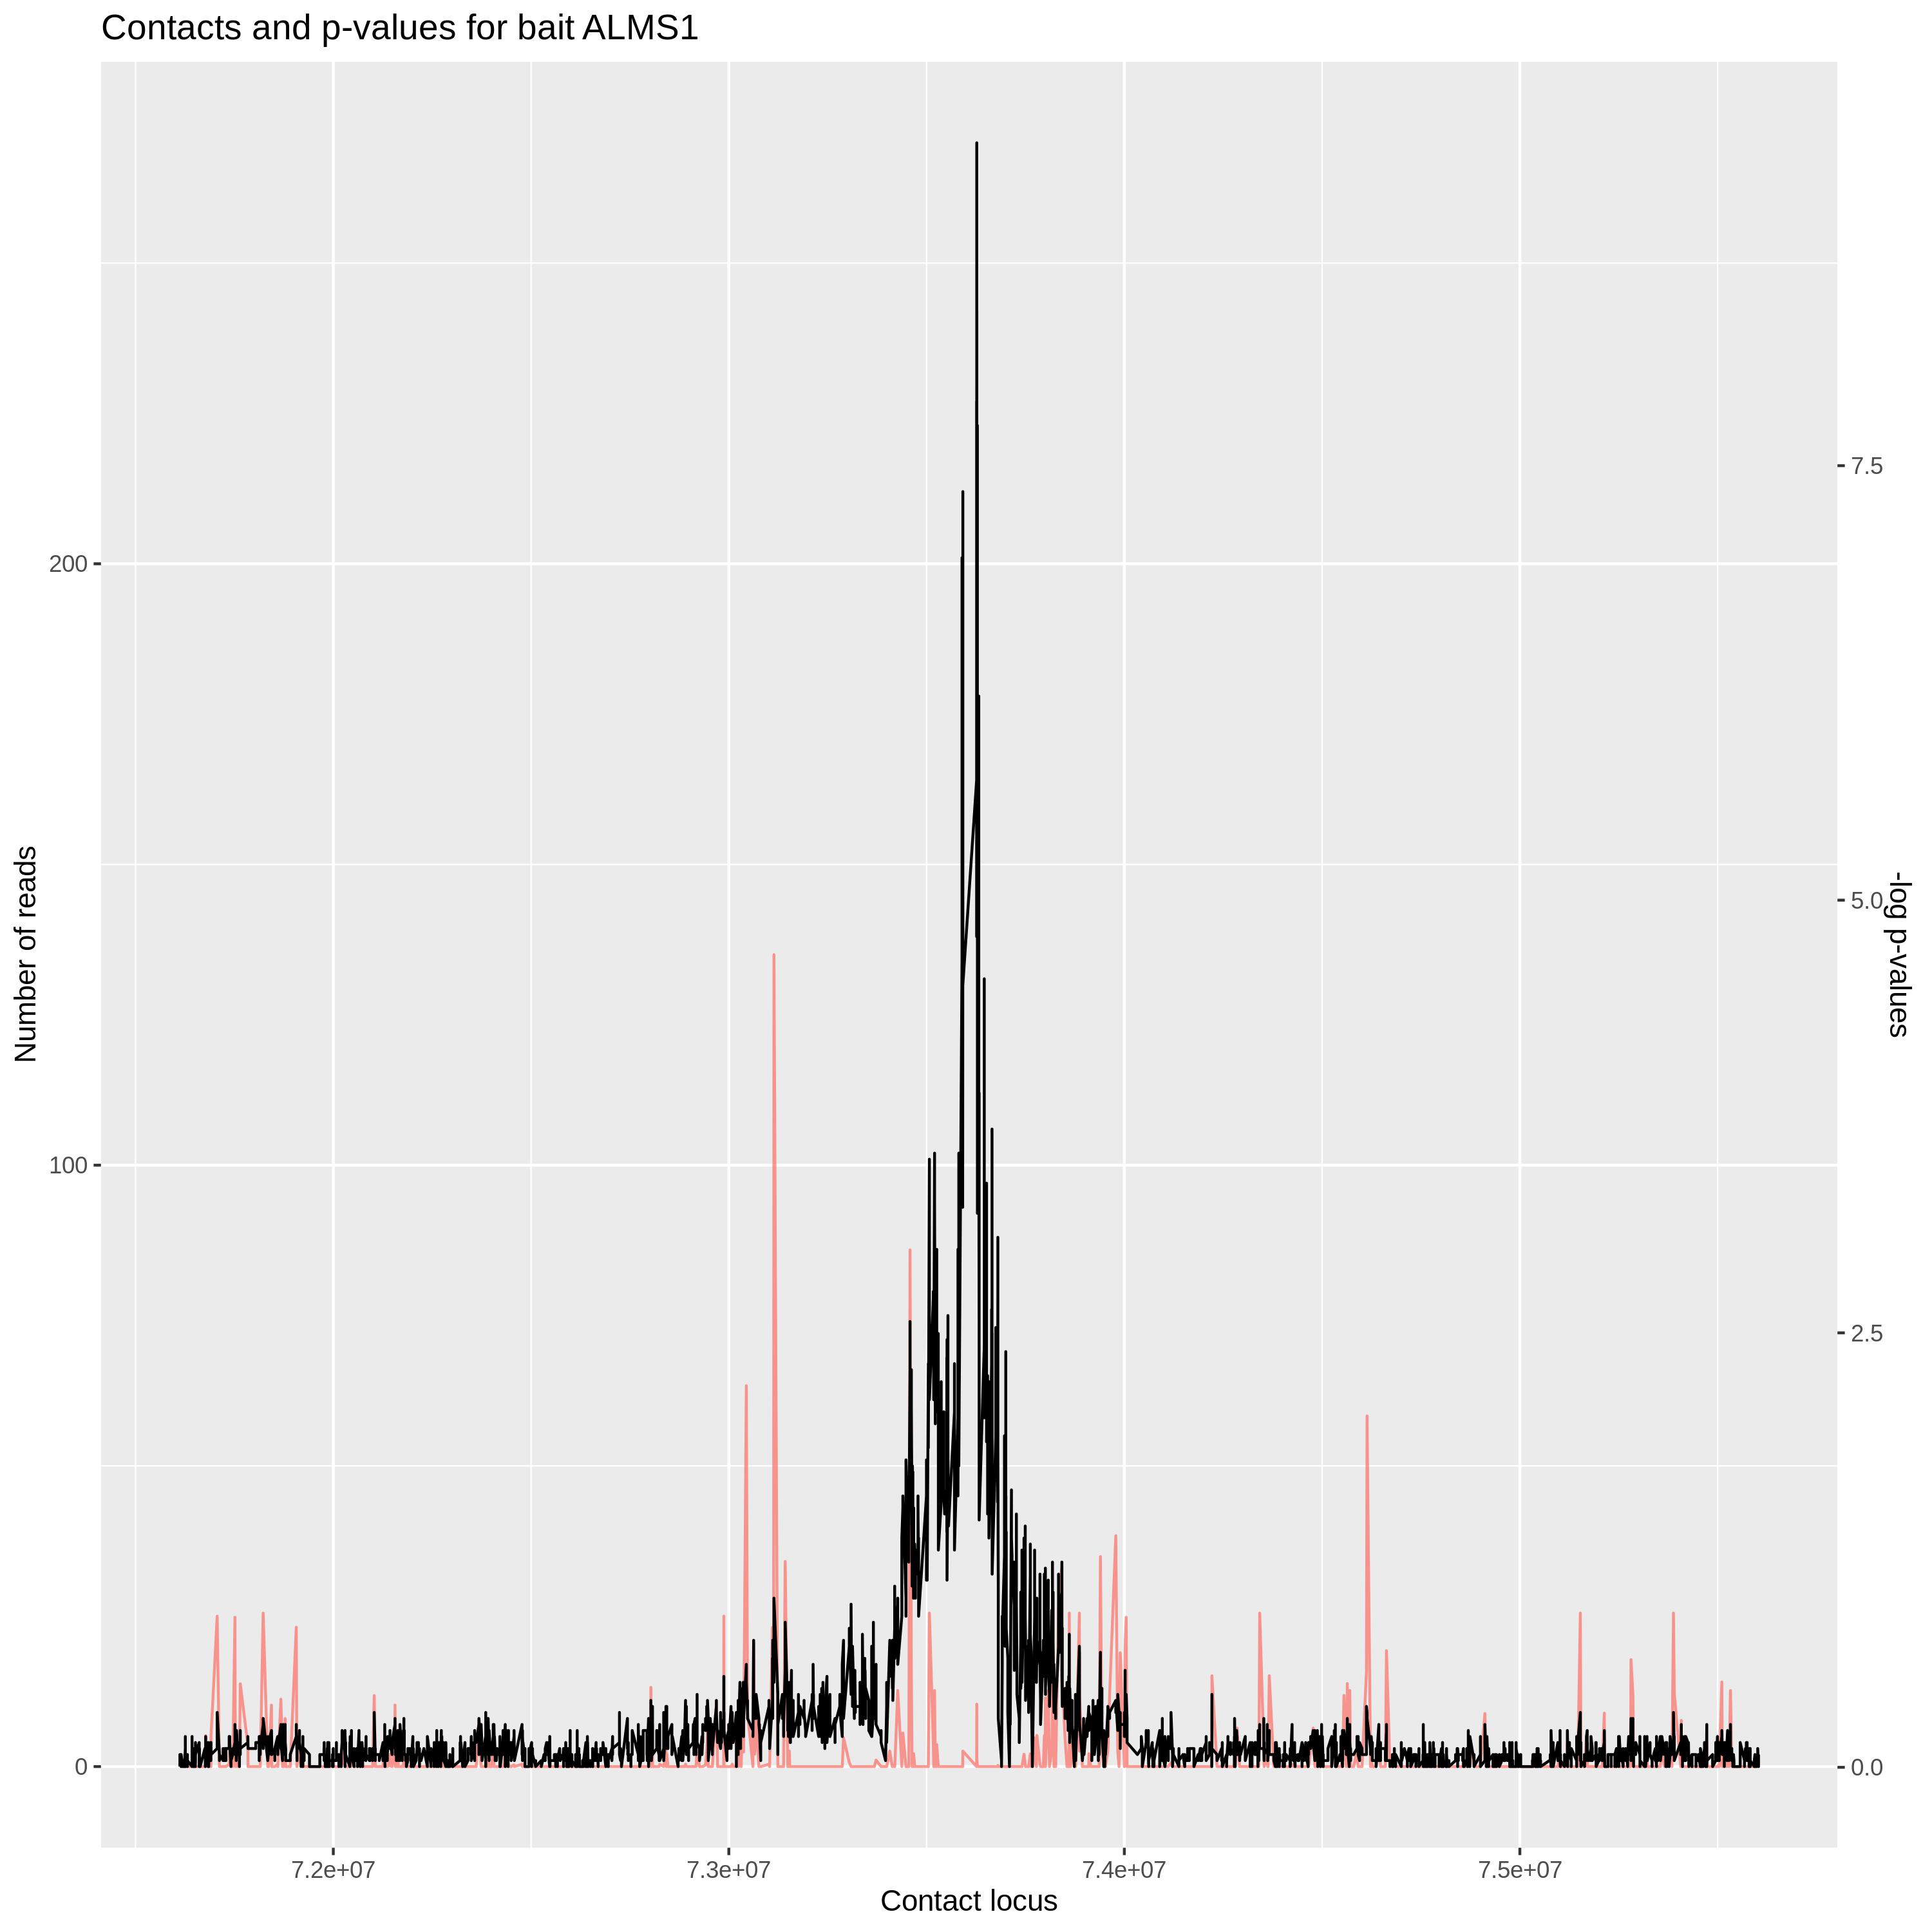 Contacts and p-values for bait ALMS1
Number of reads
200
100
0
7.5
5.0
2.5
0.0
-log p-values
7.2e+07
7.3e+07
7.4e+07
7.5e+07
Contact locus